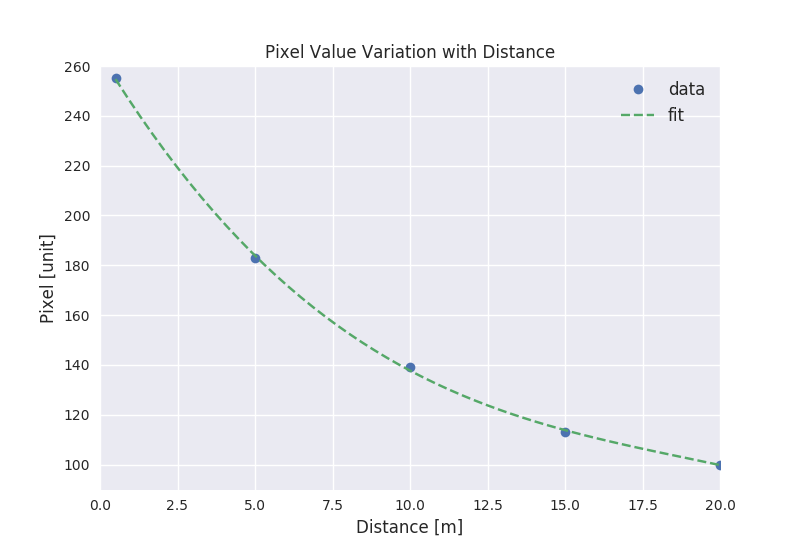 Pixel Value Variation with Distance
data
fit
260
240
220
200
180
160
140
120
100
Pixel [unit]
0.0 2.5 5.0 7.5 10.0 12.5 15.0 17.5 20.0
Distance [m]